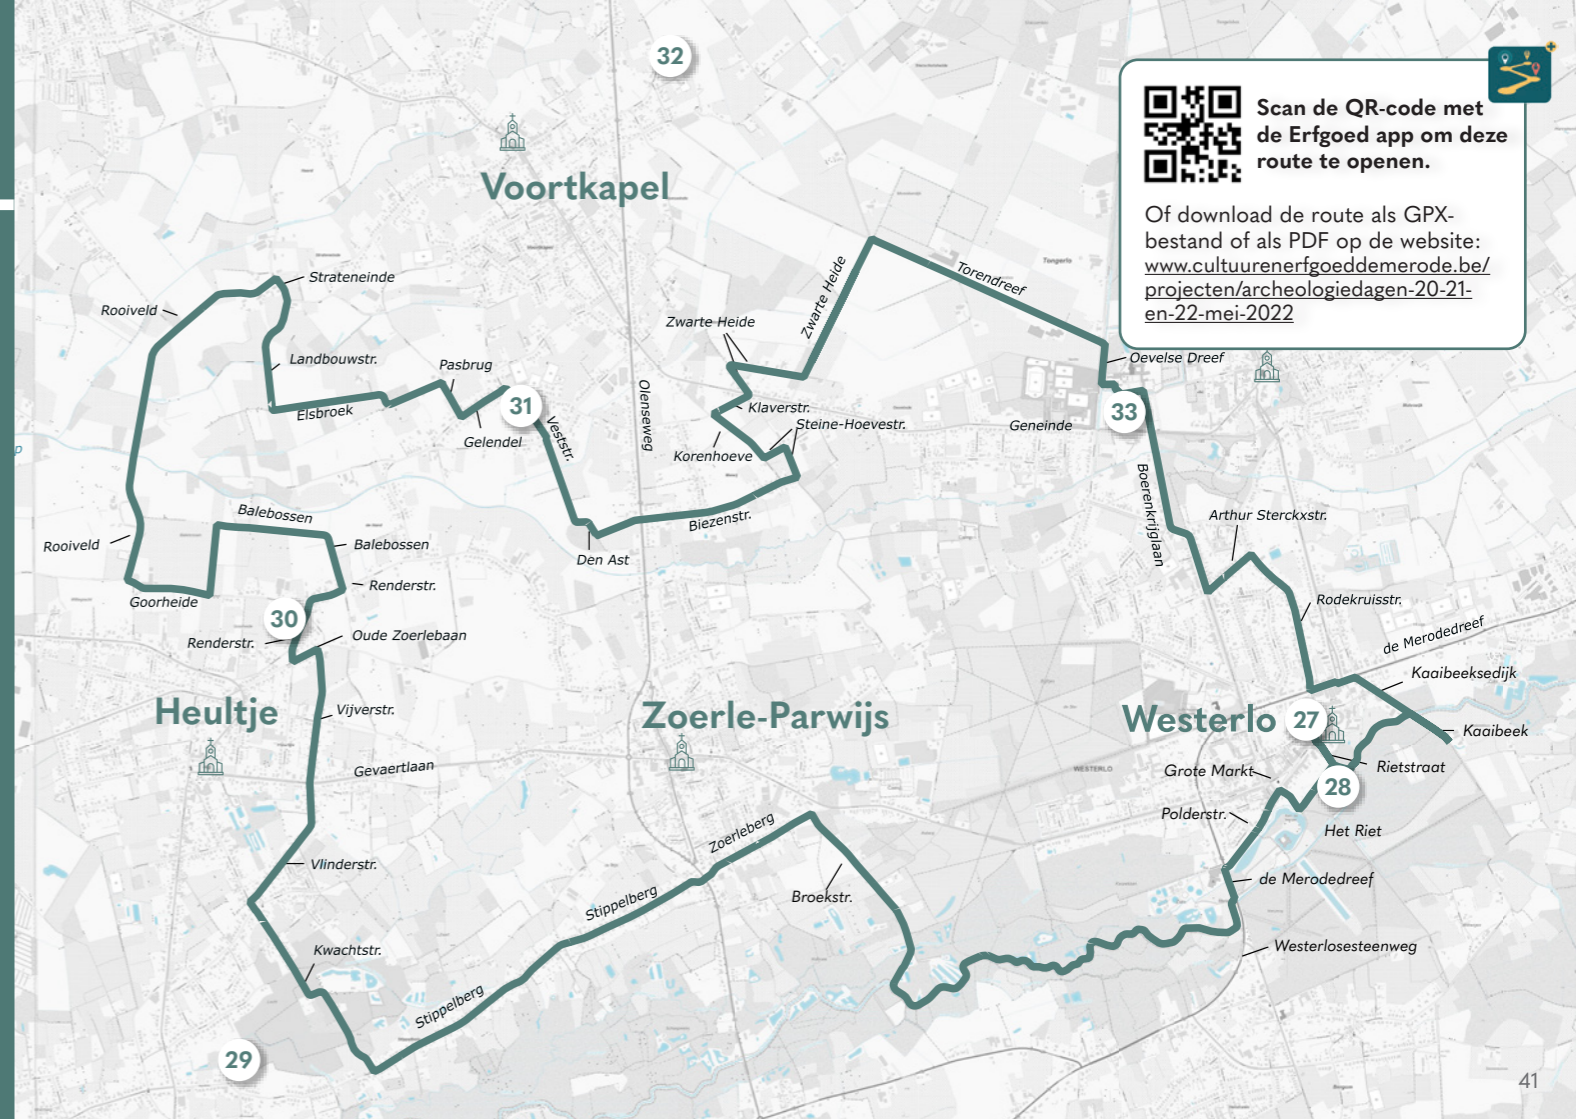 32
Scan de QR-code met
de Erfgoed app om deze
route te openen.
Of download de route als GPX-
bestand of als PDF op de website:
www.cultuurenerfgoeddemerode.be/
projecten/archeologiedagen-20-21-
en-22-mei-2022
Voortkapel
Strateneinde
Rooiveld
Zwarte Heide
Torendreef
Tongerlo
Zwarte Heide
Landbouwstr.
Pasbrug
Oevelse Dreef
Elsbroek
31
Olenseweg
Klaverstr.
33
Steine-Hoevestr.
Geneinde
Veststr.
Gelendel
Korenhoeve
Boerenkrijglaan
Balebossen
Biezenstr.
Arthur Sterckxstr.
Rooiveld
Balebossen
Den Ast
Renderstr.
Goorheide
Rodekruisstr.
30
Renderstr.
Oude Zoerlebaan
de Merodedreef
Kaaibeeksedijk
Heultje
Vijverstr.
Zoerle-Parwijs
Westerlo
27
Kaaibeek
Gevaertlaan
WESTERLO
Grote Markt
Rietstraat
28
Polderstr.
Het Riet
Zoerleberg
Vlinderstr.
Broekstr.
de Merodedreef
Stippelberg
Kwachtstr.
Westerlosesteenweg
Stippelberg
29
41